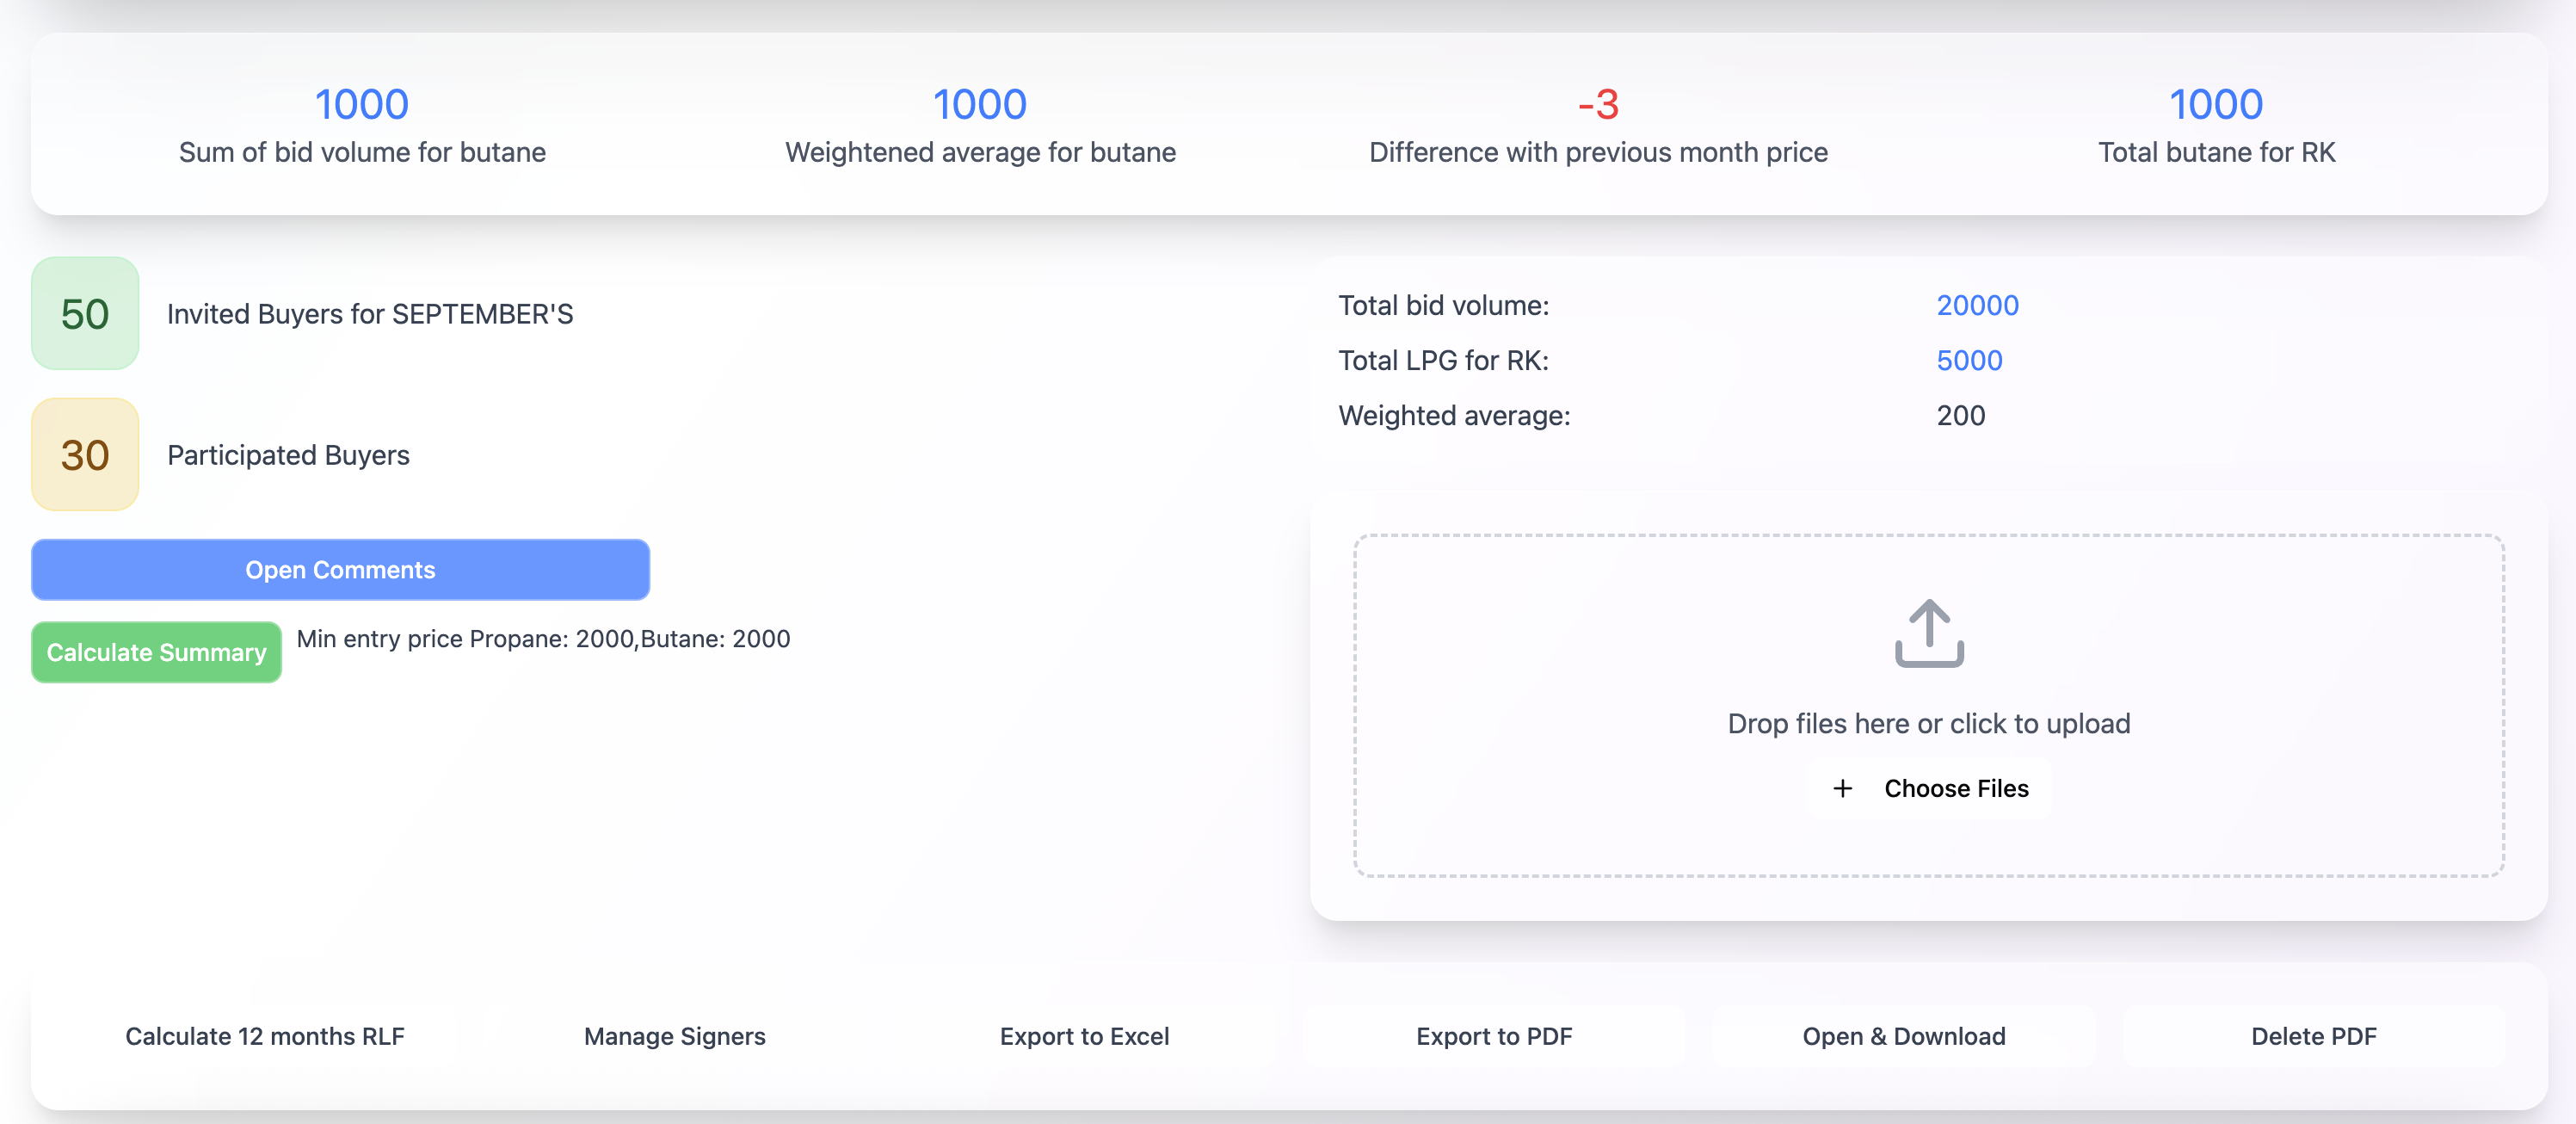 1000
Sum of bid volume for butane
1000
Weightened average for butane
-3
Difference with previous month price
1000
Total butane for RK
50
Invited Buyers for SEPTEMBER'S
30
Participated Buyers
Open Comments
Calculate Summary
Min entry price Propane: 2000,Butane: 2000
Total bid volume: 20000
Total LPG for RK: 5000
Weighted average: 200
Drop files here or click to upload
+ Choose Files
Calculate 12 months RLF
Manage Signers
Export to Excel
Export to PDF
Open & Download
Delete PDF